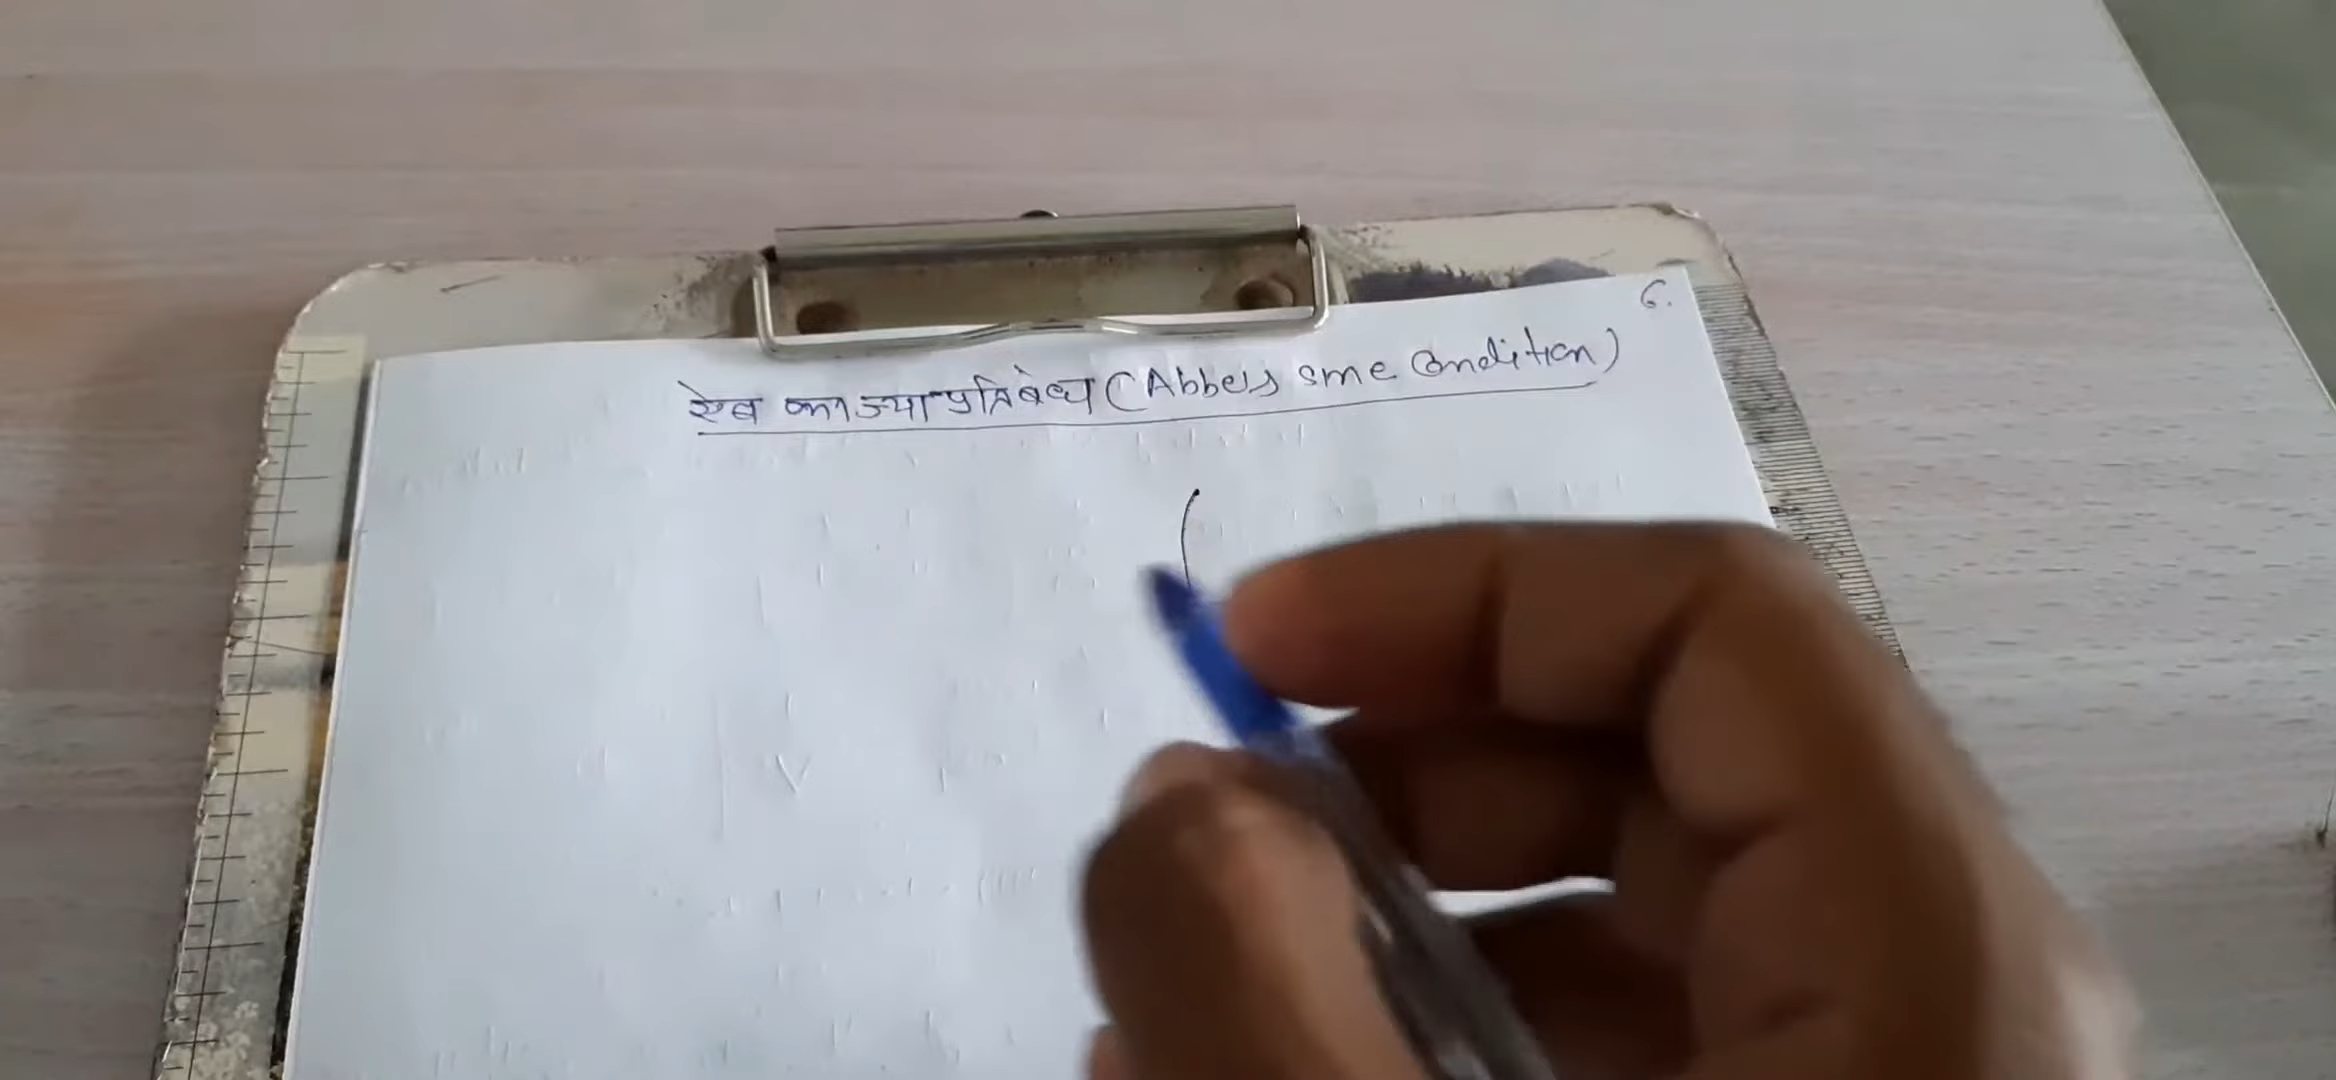 6.
ऐब का ज्या प्रतिबंध (Abbe's sine Condition)